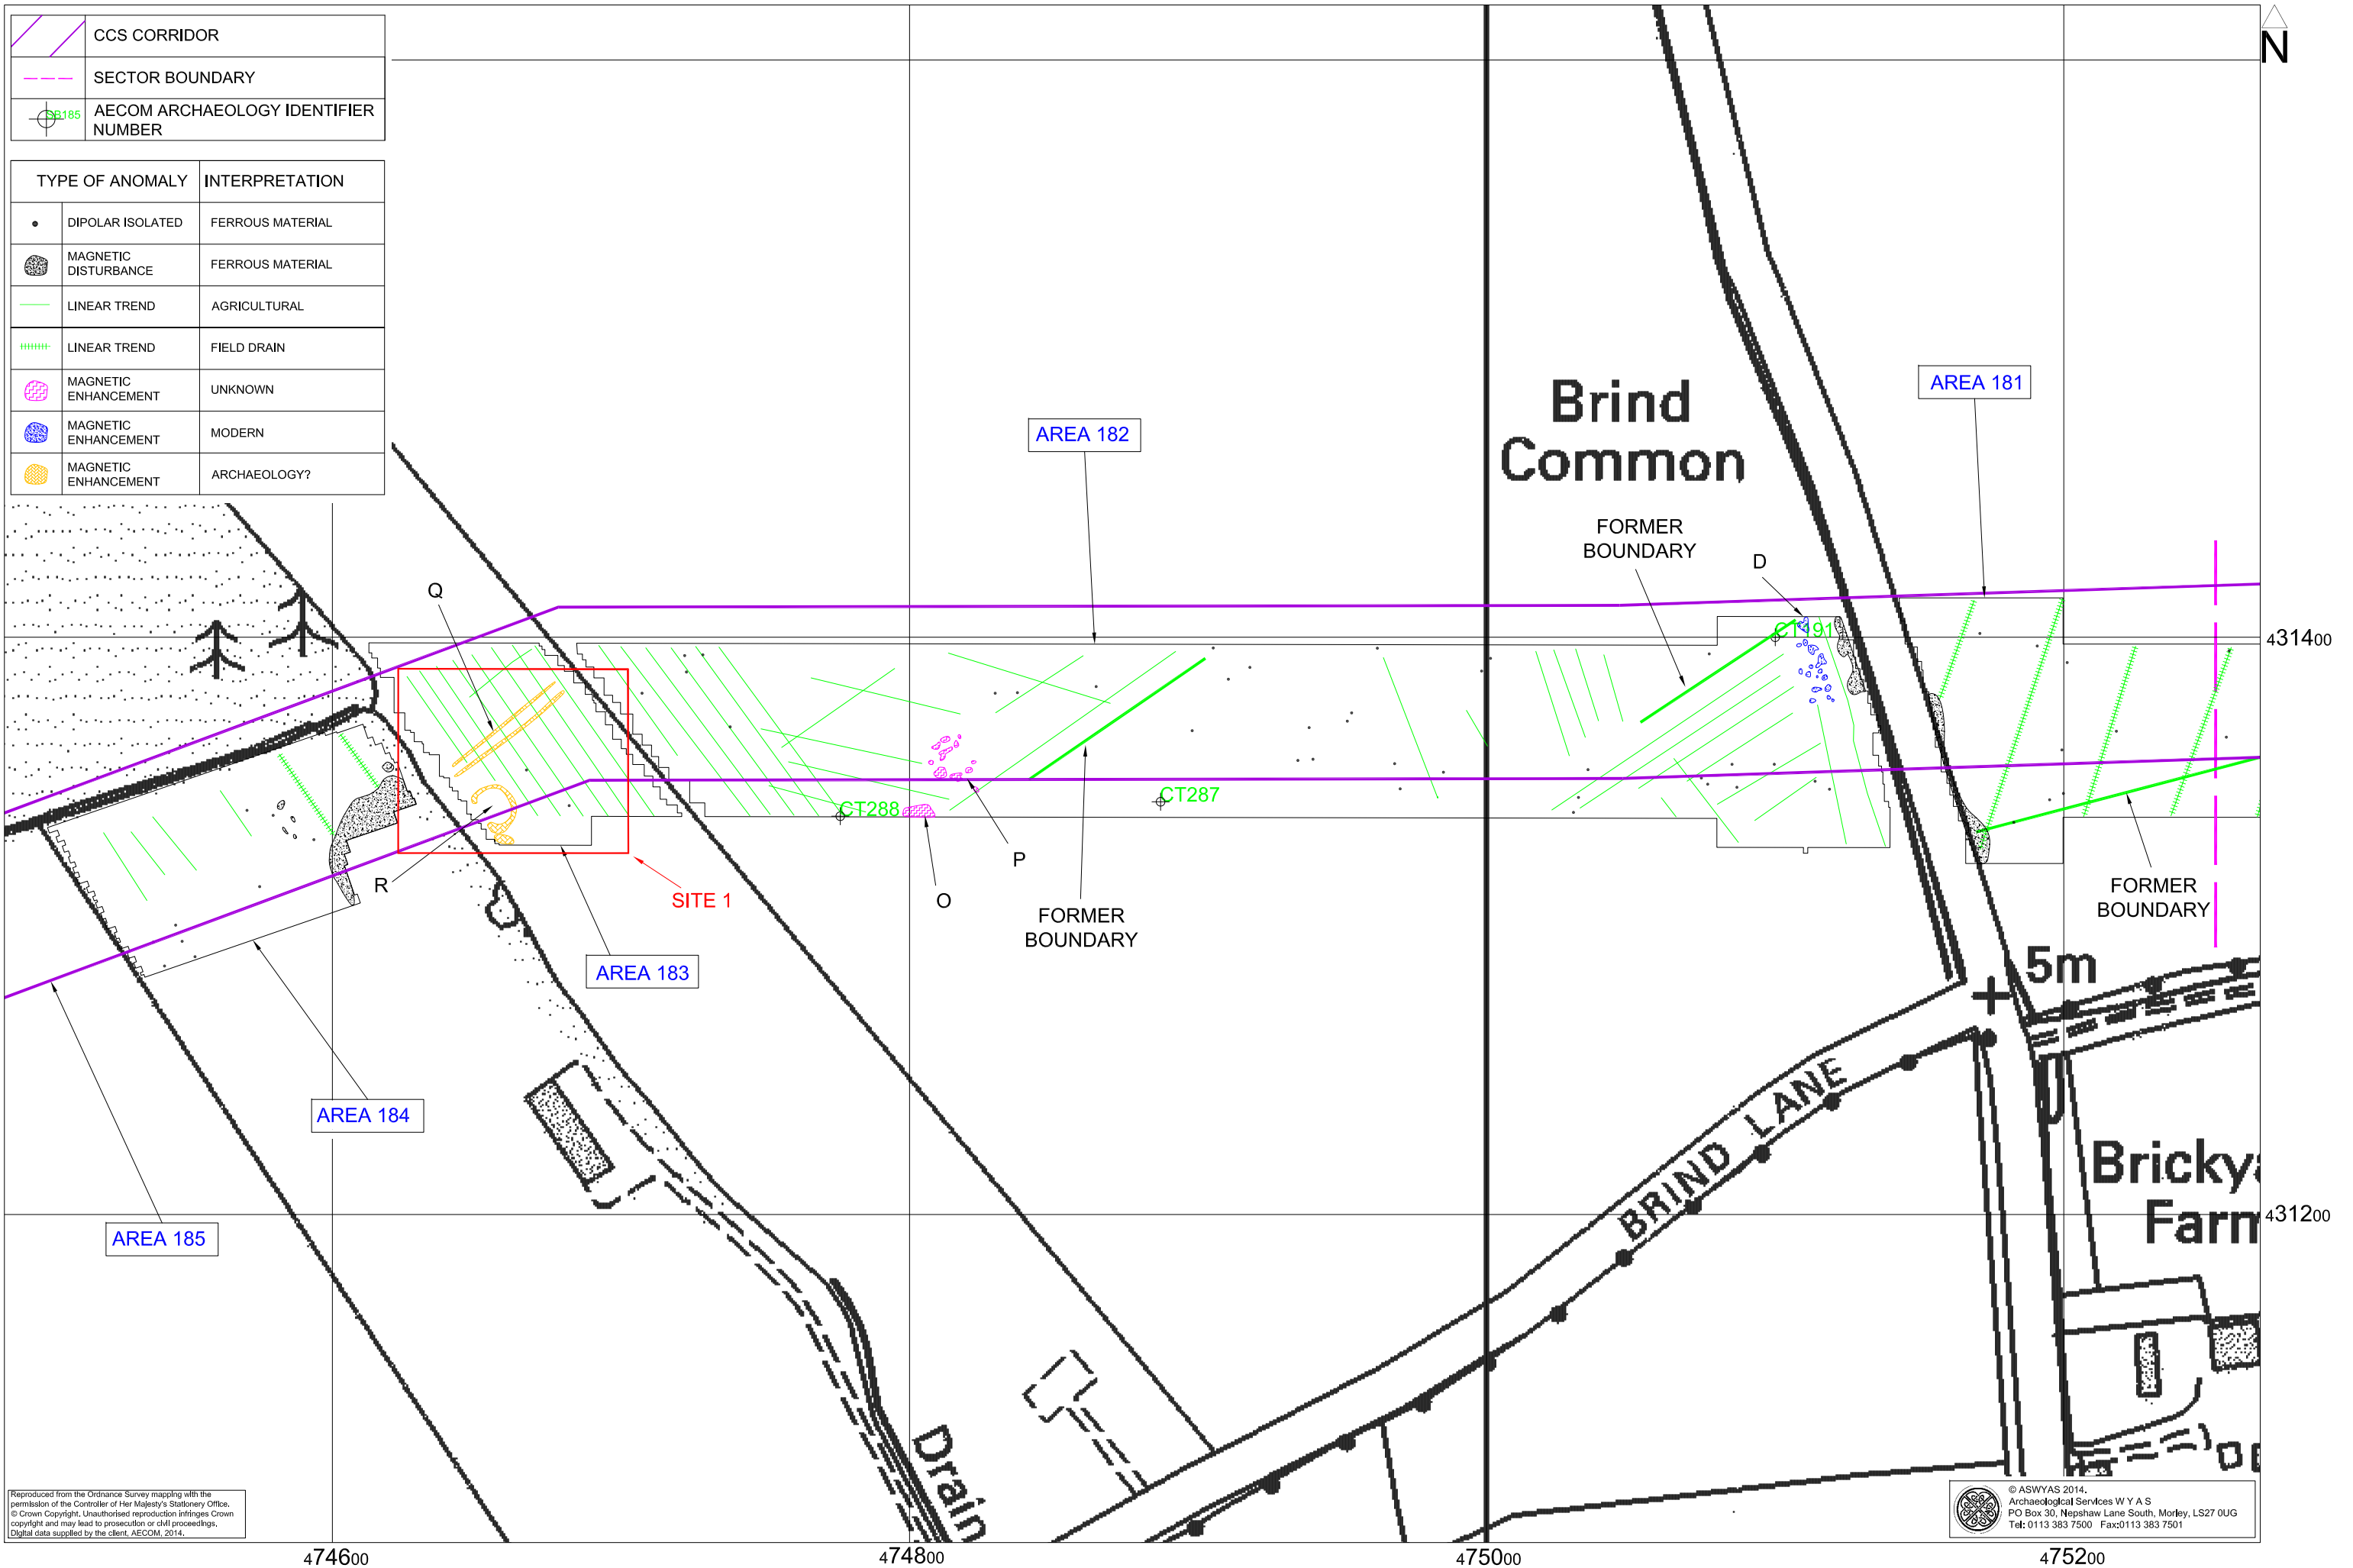 CCS CORRIDOR
SECTOR BOUNDARY
SB185
AECOM ARCHAEOLOGY IDENTIFIER
NUMBER
TYPE OF ANOMALY INTERPRETATION
DIPOLAR ISOLATED FERROUS MATERIAL
MAGNETIC
DISTURBANCE
FERROUS MATERIAL
LINEAR TREND AGRICULTURAL
LINEAR TREND FIELD DRAIN
MAGNETIC
ENHANCEMENT
UNKNOWN
MAGNETIC
ENHANCEMENT
MODERN
MAGNETIC
ENHANCEMENT
ARCHAEOLOGY?
N
AREA 181
Brind
Common
AREA 182
FORMER
BOUNDARY
D
Q
CT191
431400
CT287
CT288
P
O
R
SITE 1
FORMER
BOUNDARY
FORMER
BOUNDARY
AREA 183
5m
AREA 184
BRIND LANE
Bricky
Farm
431200
AREA 185
Drain
Reproduced from the Ordnance Survey mapping with the
permission of the Controller of Her Majesty's Stationery Office.
© Crown Copyright. Unauthorised reproduction infringes Crown
copyright and may lead to prosecution or civil proceedings.
Digital data supplied by the client, AECOM, 2014.
© ASWYAS 2014.
Archaeological Services W Y A S
PO Box 30, Nepshaw Lane South, Morley, LS27 0UG
Tel: 0113 383 7500 Fax:0113 383 7501
474600
474800
475000
475200